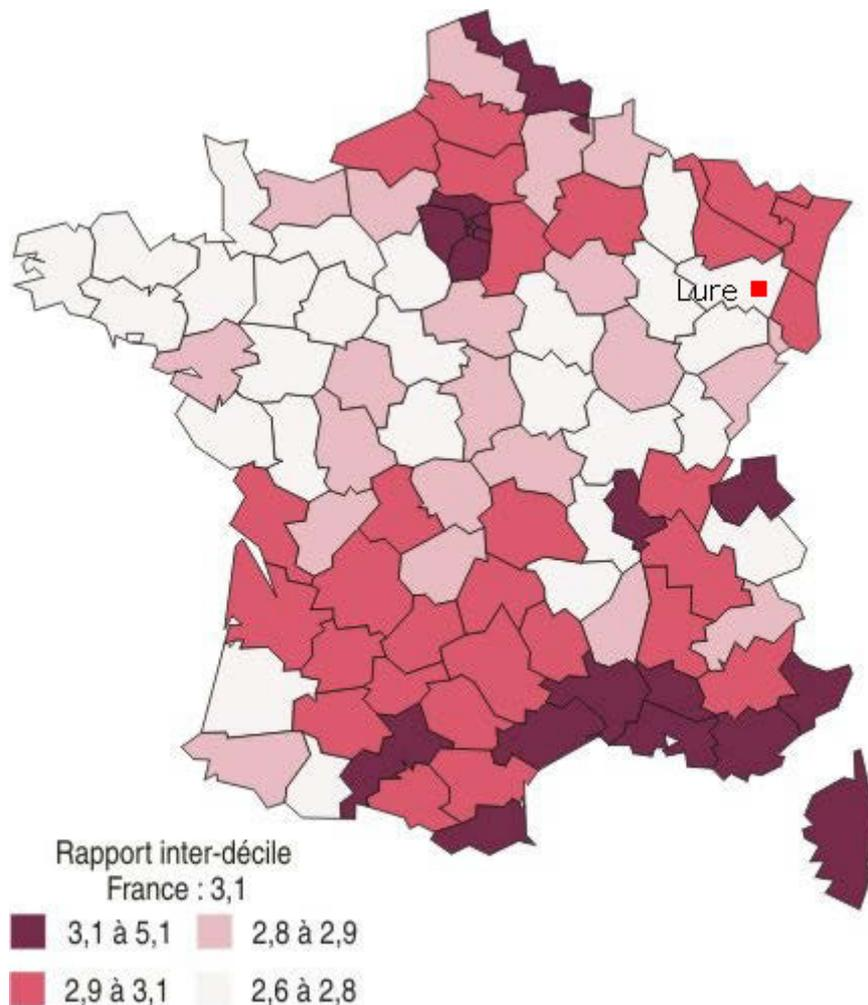 Lure
Rapport inter-décile
France : 3,1
3,1 à 5,1
2,8 à 2,9
2,9 à 3,1
2,6 à 2,8